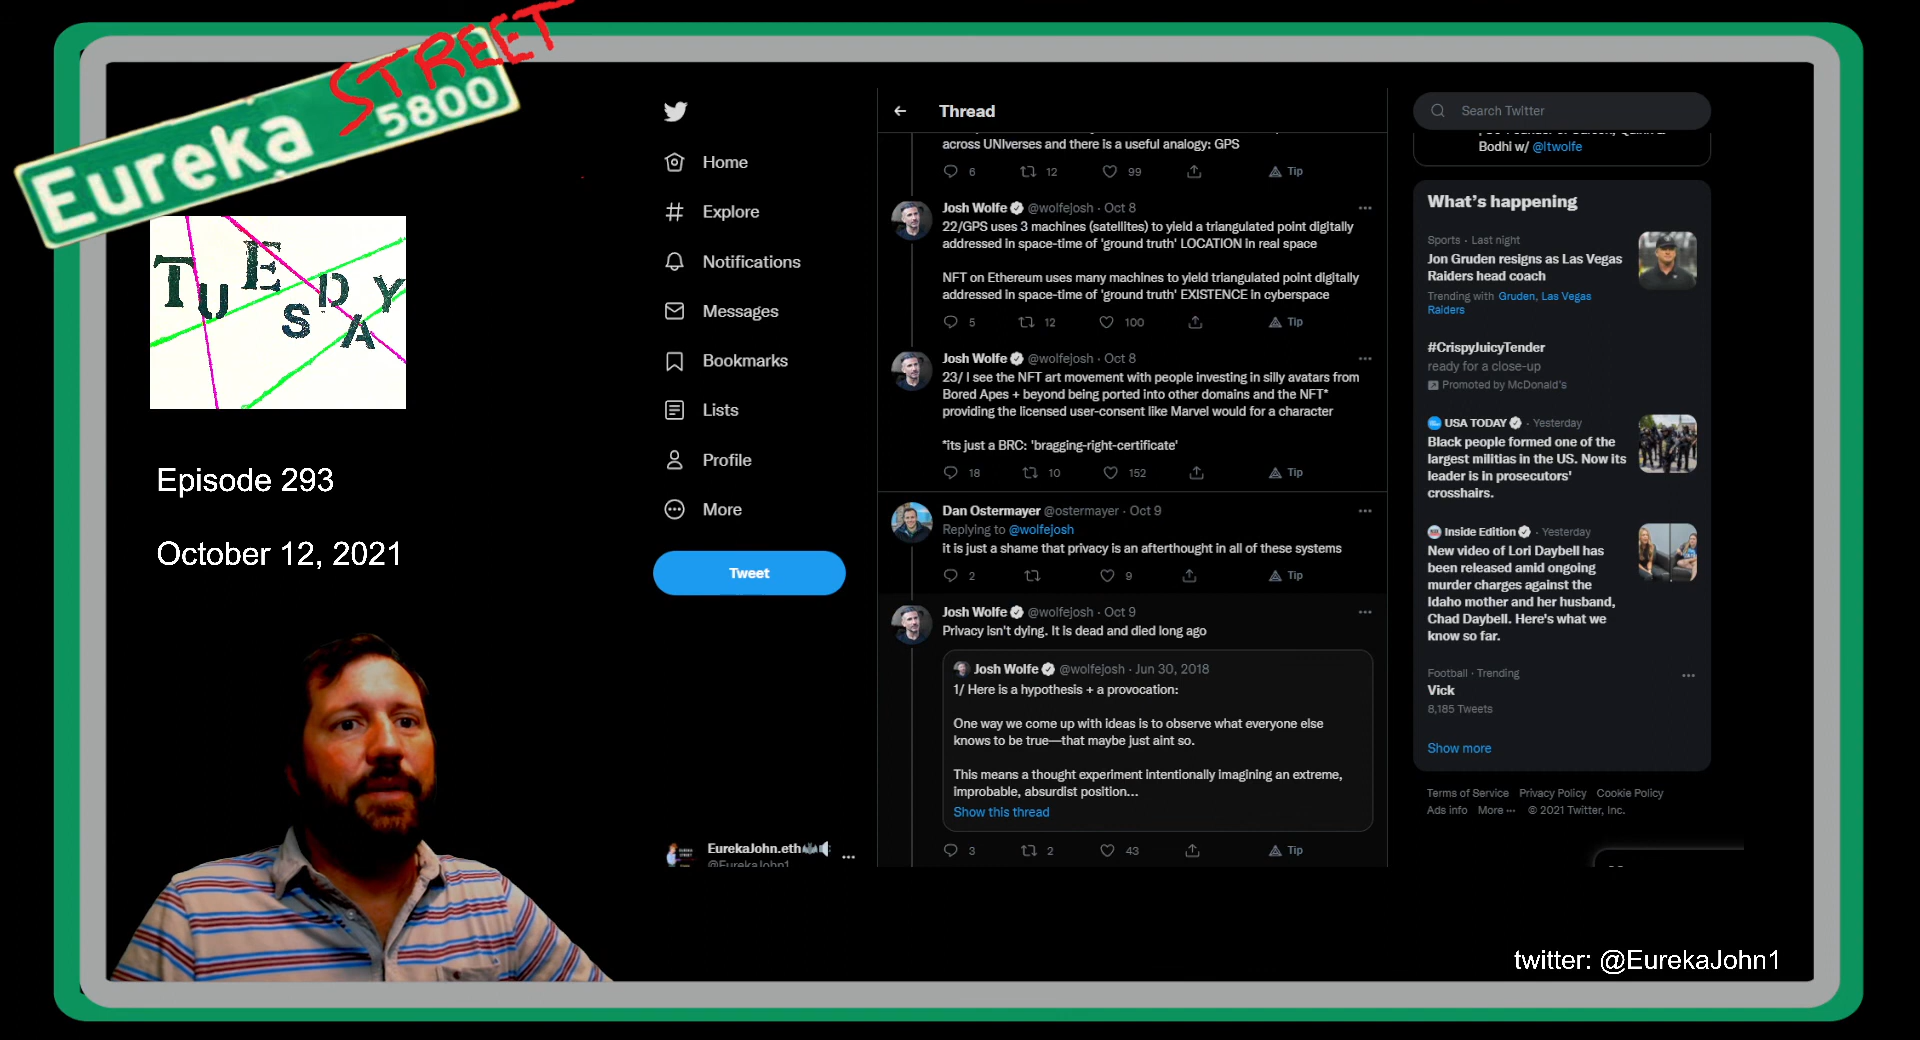 Eureka STREET
5800
TUESDAY
Episode 293
October 12, 2021
Home
Explore
Notifications
Messages
Bookmarks
Lists
Profile
More
Tweet
EurekaJohn.eth
@EurekaJohn1
Thread
across UNIverses and there is a useful analogy: GPS
6 12 99 Tip
Josh Wolfe @wolfejosh · Oct 8
22/GPS uses 3 machines (satellites) to yield a triangulated point digitally
addressed in space-time of 'ground truth' LOCATION in real space
NFT on Ethereum uses many machines to yield triangulated point digitally
addressed in space-time of 'ground truth' EXISTENCE in cyberspace
5 12 100 Tip
Josh Wolfe @wolfejosh · Oct 8
23/ I see the NFT art movement with people investing in silly avatars from
Bored Apes + beyond being ported into other domains and the NFT*
providing the licensed user-consent like Marvel would for a character
*its just a BRC: 'bragging-right-certificate'
18 10 152 Tip
Dan Ostermayer @ostermayer · Oct 9
Replying to @wolfejosh
it is just a shame that privacy is an afterthought in all of these systems
2 9 Tip
Josh Wolfe @wolfejosh · Oct 9
Privacy isn't dying. It is dead and died long ago
Josh Wolfe @wolfejosh · Jun 30, 2018
1/ Here is a hypothesis + a provocation:
One way we come up with ideas is to observe what everyone else
knows to be true—that maybe just aint so.
This means a thought experiment intentionally imagining an extreme,
improbable, absurdist position...
Show this thread
3 2 43 Tip
Search Twitter
Bodhi w/ @ltwolfe
What's happening
Sports · Last night
Jon Gruden resigns as Las Vegas
Raiders head coach
Trending with Gruden, Las Vegas
Raiders
#CrispyJuicyTender
ready for a close-up
Promoted by McDonald's
USA TODAY · Yesterday
Black people formed one of the
largest militias in the US. Now its
leader is in prosecutors'
crosshairs.
Inside Edition · Yesterday
New video of Lori Daybell has
been released amid ongoing
murder charges against the
Idaho mother and her husband,
Chad Daybell. Here's what we
know so far.
Football · Trending
Vick
8,185 Tweets
Show more
Terms of Service Privacy Policy Cookie Policy
Ads info More ··· © 2021 Twitter, Inc.
twitter: @EurekaJohn1